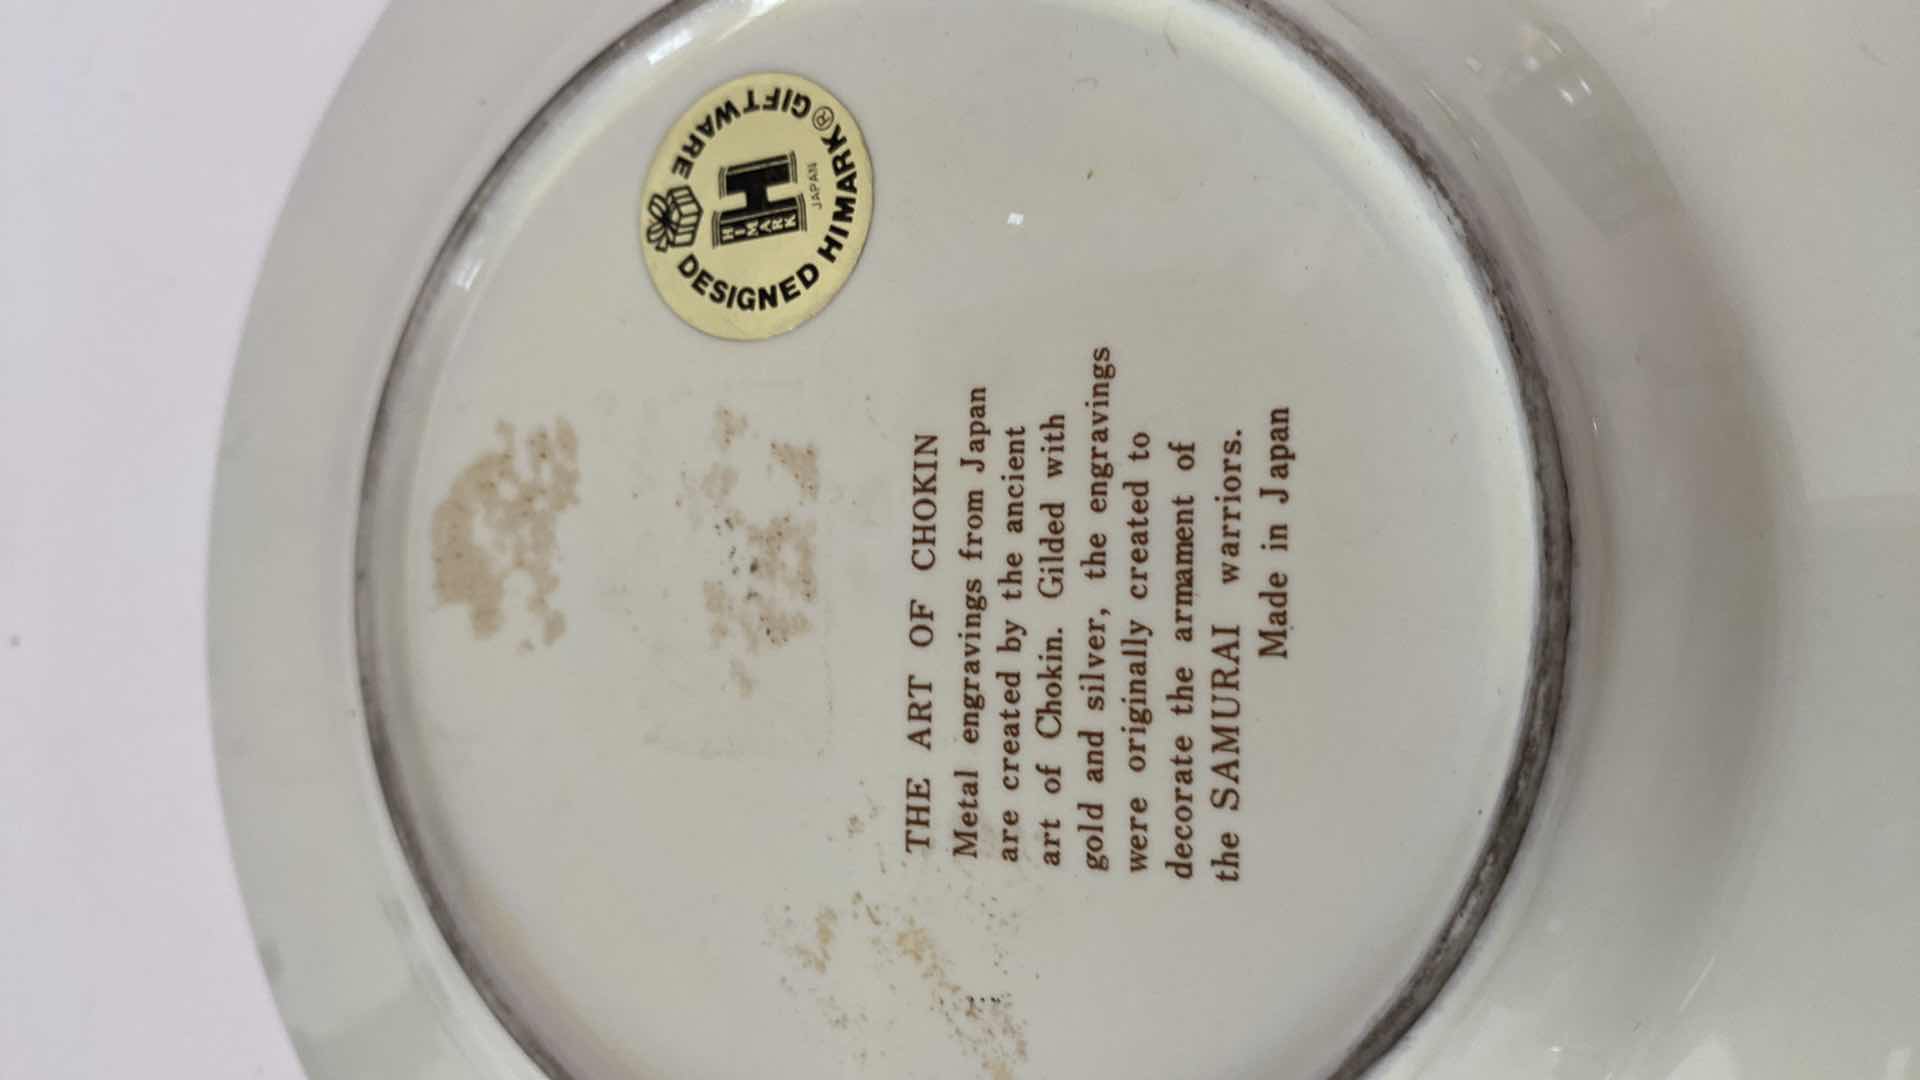 DESIGNED HIMARK® GIFTWARE
H
HIMARK
JAPAN
THE ART OF CHOKIN
Metal engravings from Japan
are created by the ancient
art of Chokin. Gilded with
gold and silver, the engravings
were originally created to
decorate the armament of
the SAMURAI warriors.
Made in Japan